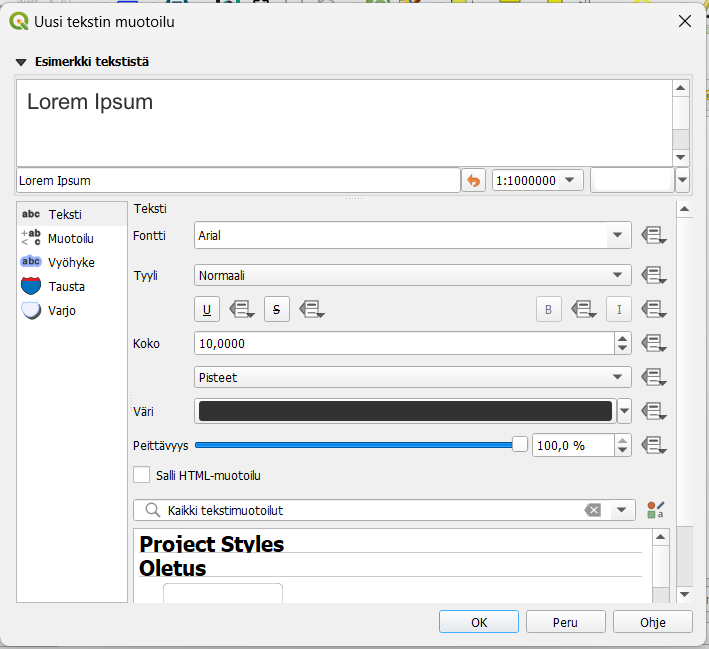 Uusi tekstin muotoilu
Esimerkki tekstistä
Lorem Ipsum
Lorem Ipsum
1:1000000
abc Teksti
+ab < c Muotoilu
abc Vyöhyke
Tausta
Varjo
Teksti
Fontti Arial
Tyyli Normaali
U S B I
Koko 10,0000
Pisteet
Väri
Peittävyys 100,0 %
Salli HTML-muotoilu
Kaikki tekstimuotoilut a
Project Styles
Oletus
OK Peru Ohje